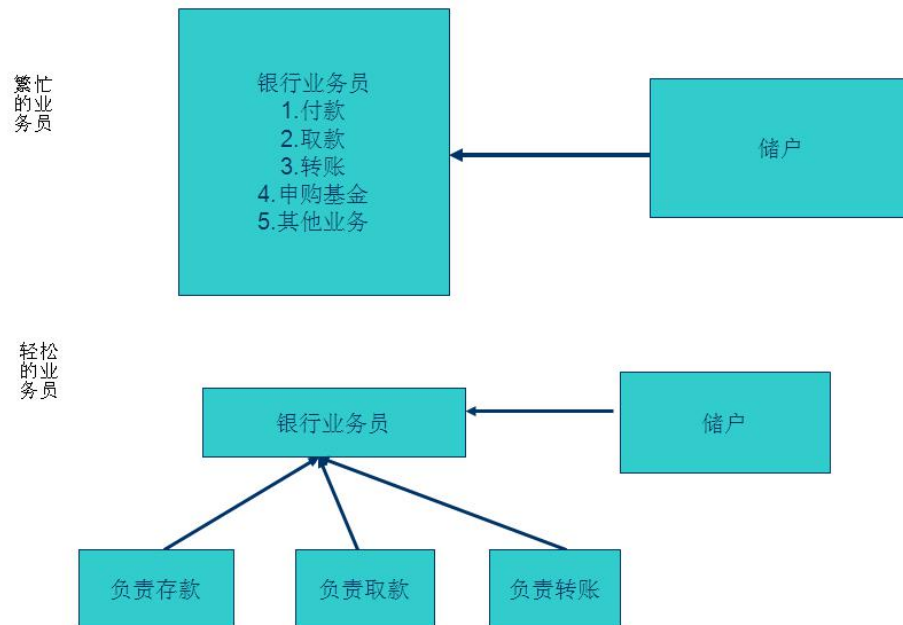 繁忙
的业
务员
银行业务员
1.付款
2.取款
3.转账
4.申购基金
5.其他业务
储户
轻松
的业
务员
银行业务员
储户
负责存款
负责取款
负责转账